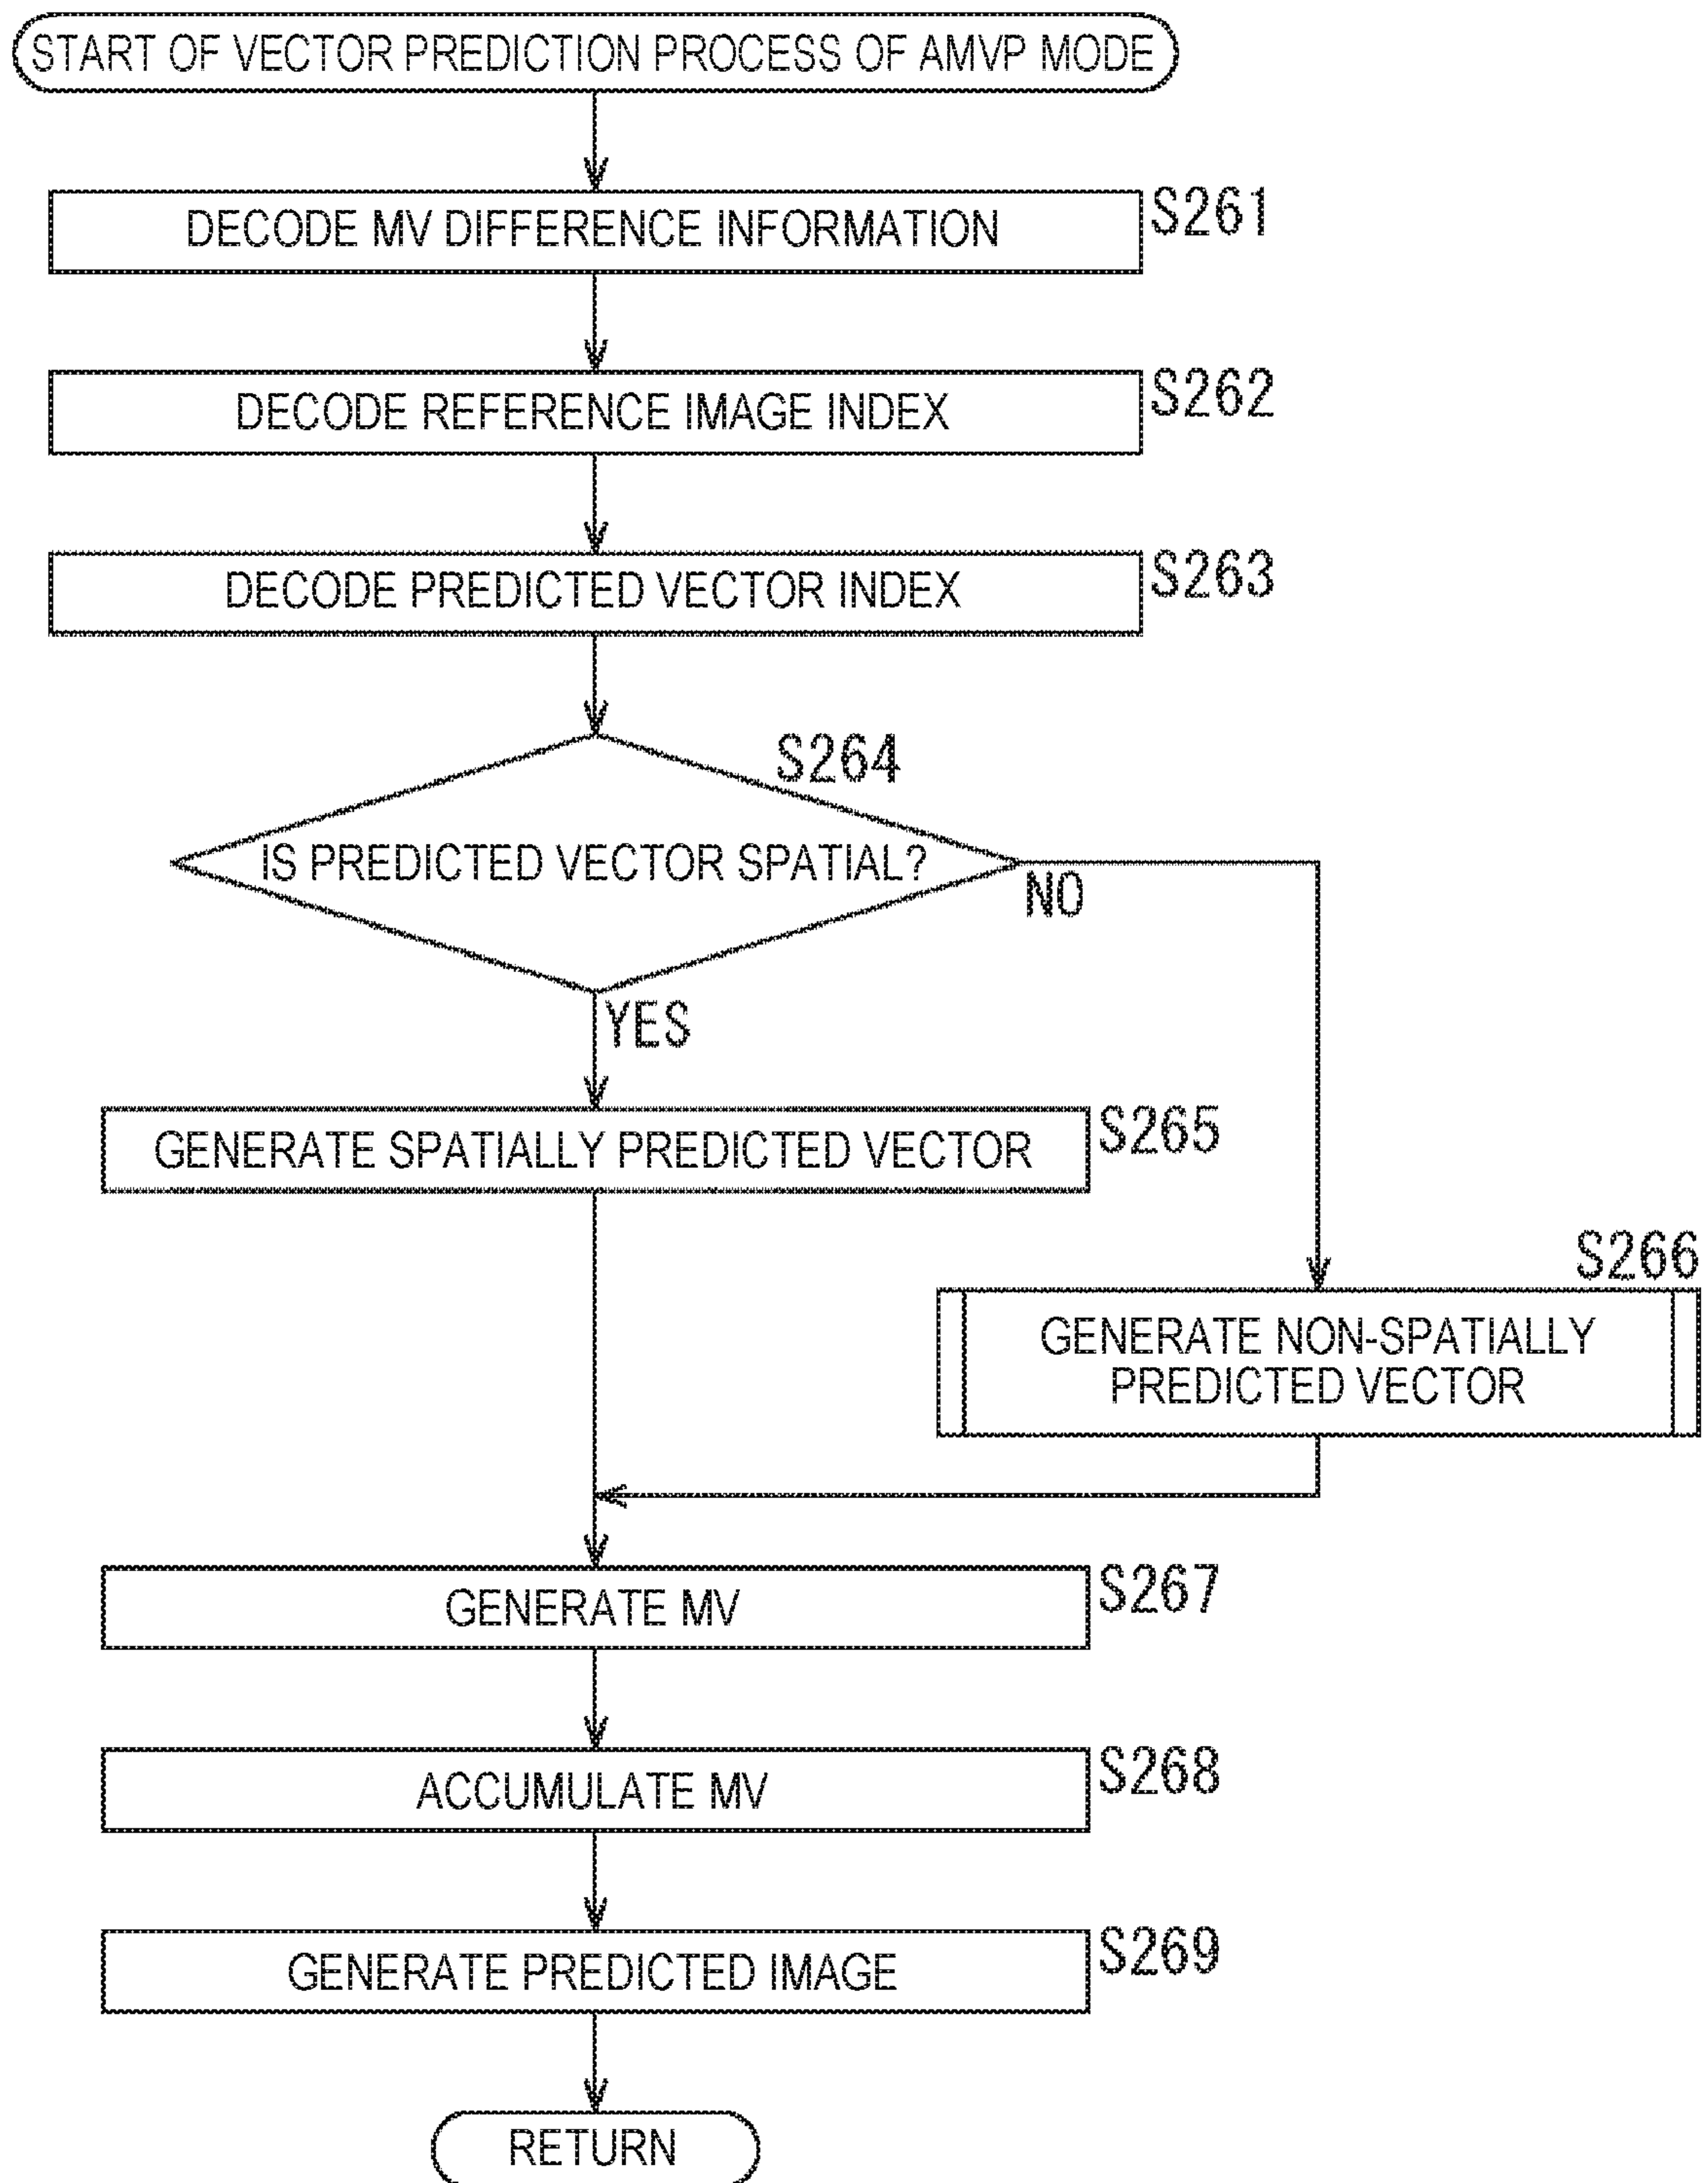 START OF VECTOR PREDICTION PROCESS OF AMVP MODE
DECODE MV DIFFERENCE INFORMATION
S261
DECODE REFERENCE IMAGE INDEX
S262
DECODE PREDICTED VECTOR INDEX
S263
S264
IS PREDICTED VECTOR SPATIAL?
NO
YES
GENERATE SPATIALLY PREDICTED VECTOR
S265
S266
GENERATE NON-SPATIALLY
PREDICTED VECTOR
GENERATE MV
S267
ACCUMULATE MV
S268
GENERATE PREDICTED IMAGE
S269
RETURN